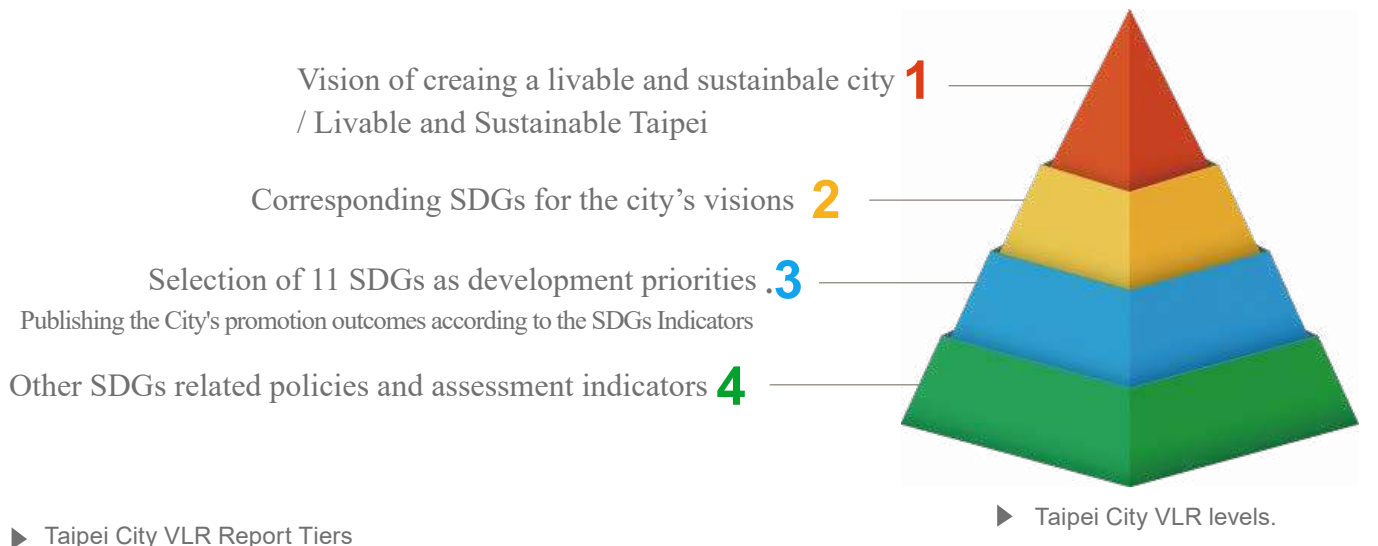 Vision of creaing a livable and sustainbale city 1
/ Livable and Sustainable Taipei
Corresponding SDGs for the city’s visions 2
Selection of 11 SDGs as development priorities .3
Publishing the City's promotion outcomes according to the SDGs Indicators
Other SDGs related policies and assessment indicators 4
▶ Taipei City VLR levels.
▶ Taipei City VLR Report Tiers